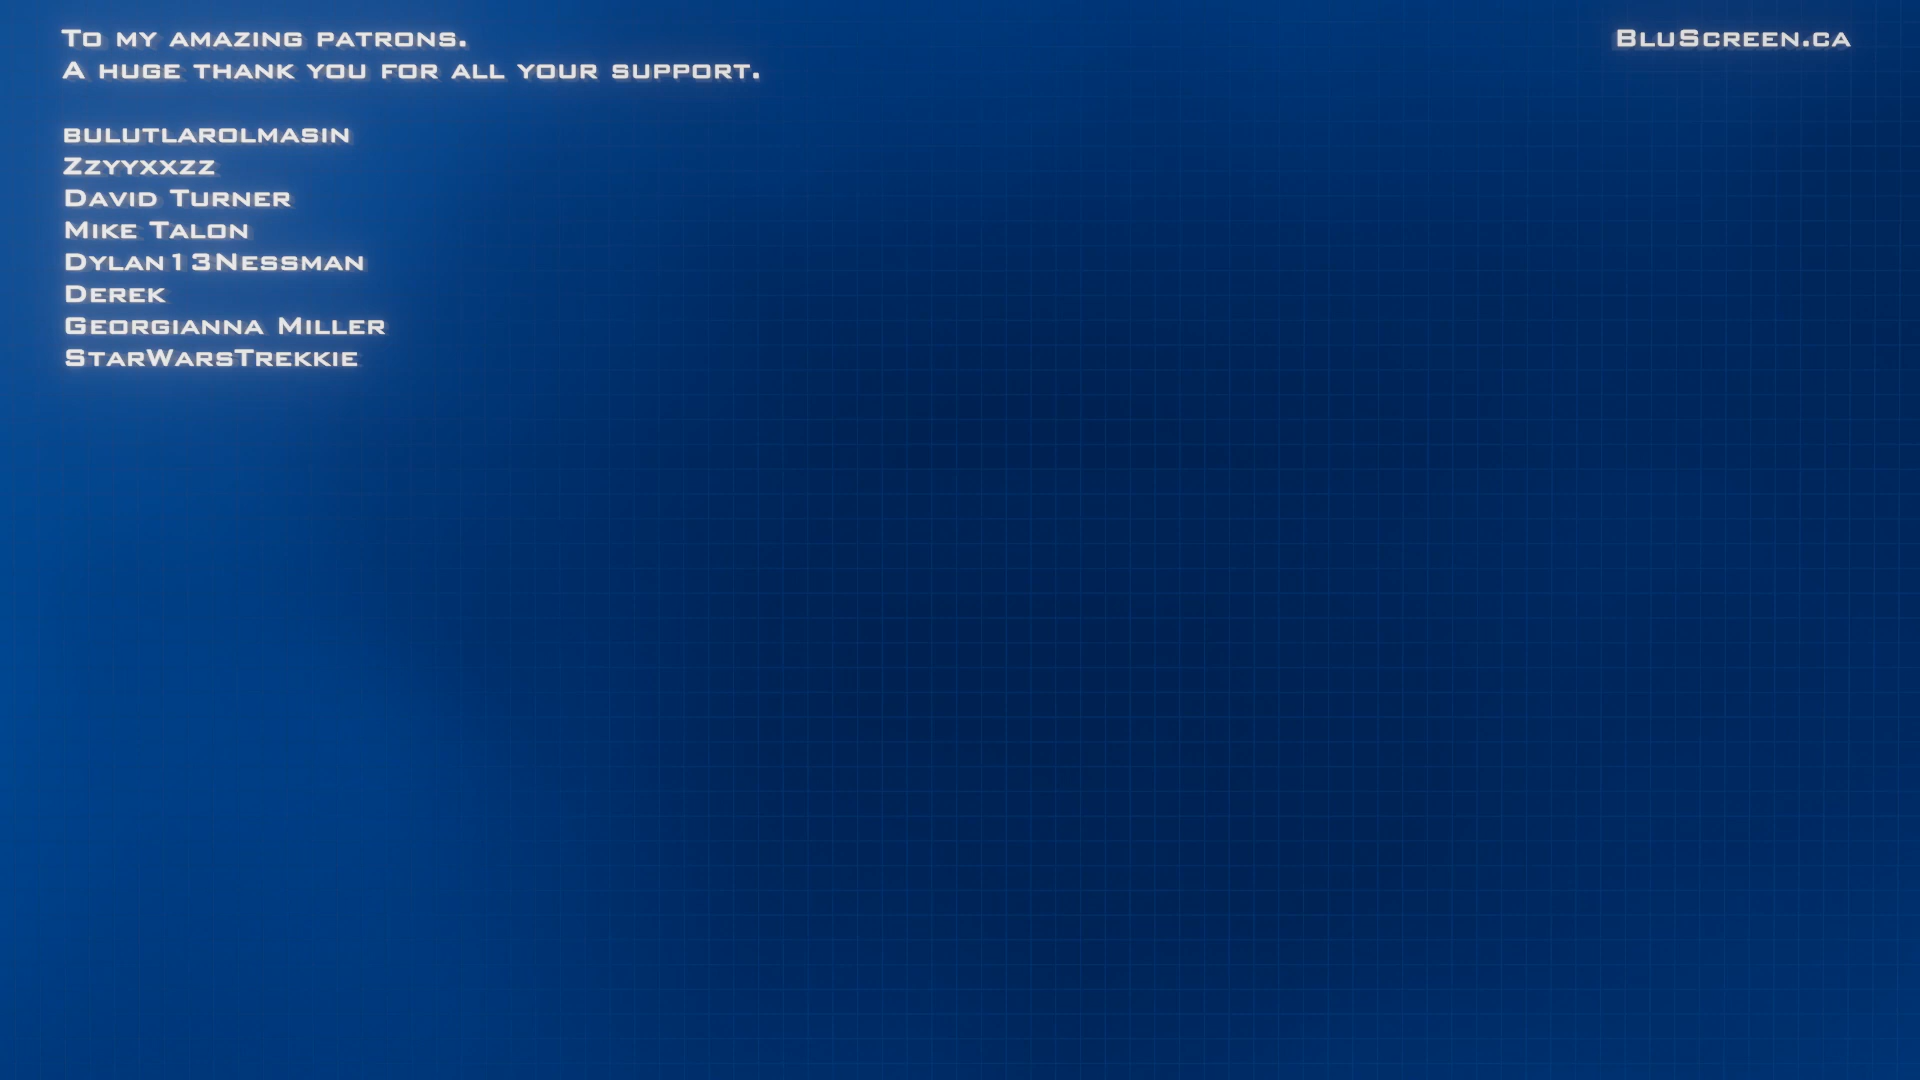 To my amazing patrons.
A huge thank you for all your support.
BluScreen.ca
bulutlarolmasin
Zzyyxxzz
David Turner
Mike Talon
Dylan13Nessman
Derek
Georgianna Miller
StarWarsTrekkie